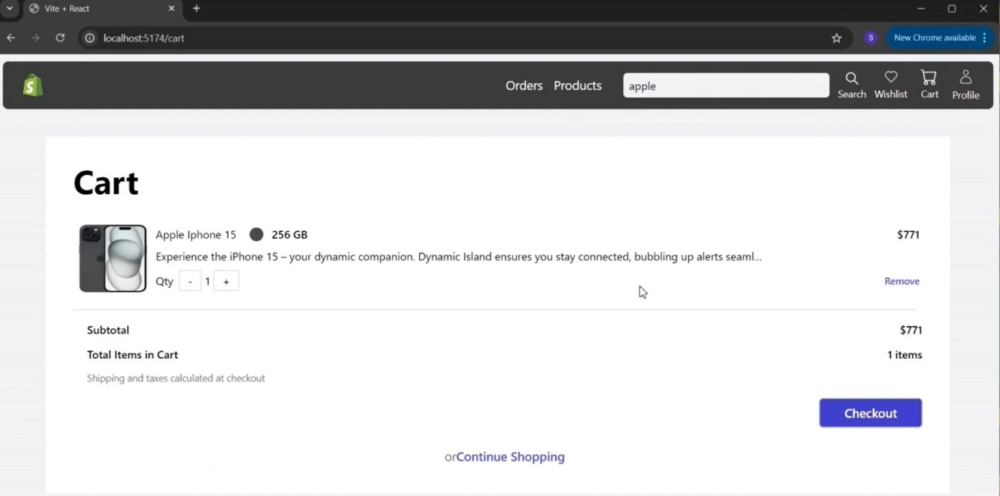 Vite + React
localhost:5174/cart
S
New Chrome available
S
Orders Products apple Search Wishlist Cart Profile
Cart
Apple Iphone 15 256 GB $771
Experience the iPhone 15 – your dynamic companion. Dynamic Island ensures you stay connected, bubbling up alerts seaml...
Qty - 1 + Remove
Subtotal $771
Total Items in Cart 1 items
Shipping and taxes calculated at checkout
Checkout
orContinue Shopping